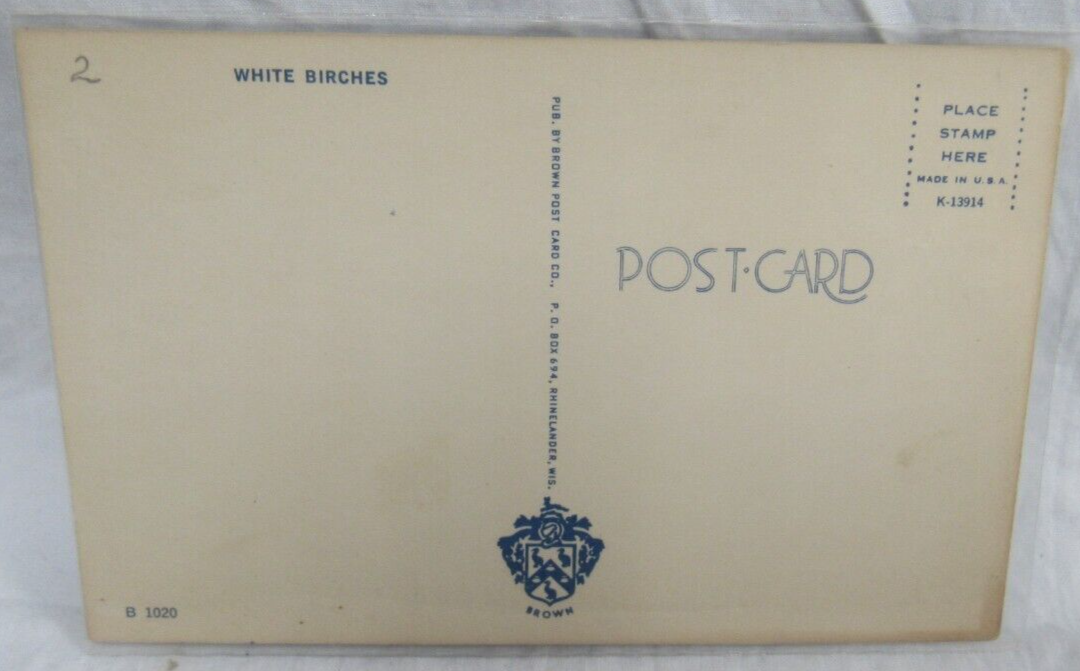 2
WHITE BIRCHES
PUB. BY BROWN POST CARD CO., P. O. BOX 694, RHINELANDER, WIS.
PLACE
STAMP
HERE
MADE IN U.S.A.
K-13914
POST·CARD
BROWN
B 1020